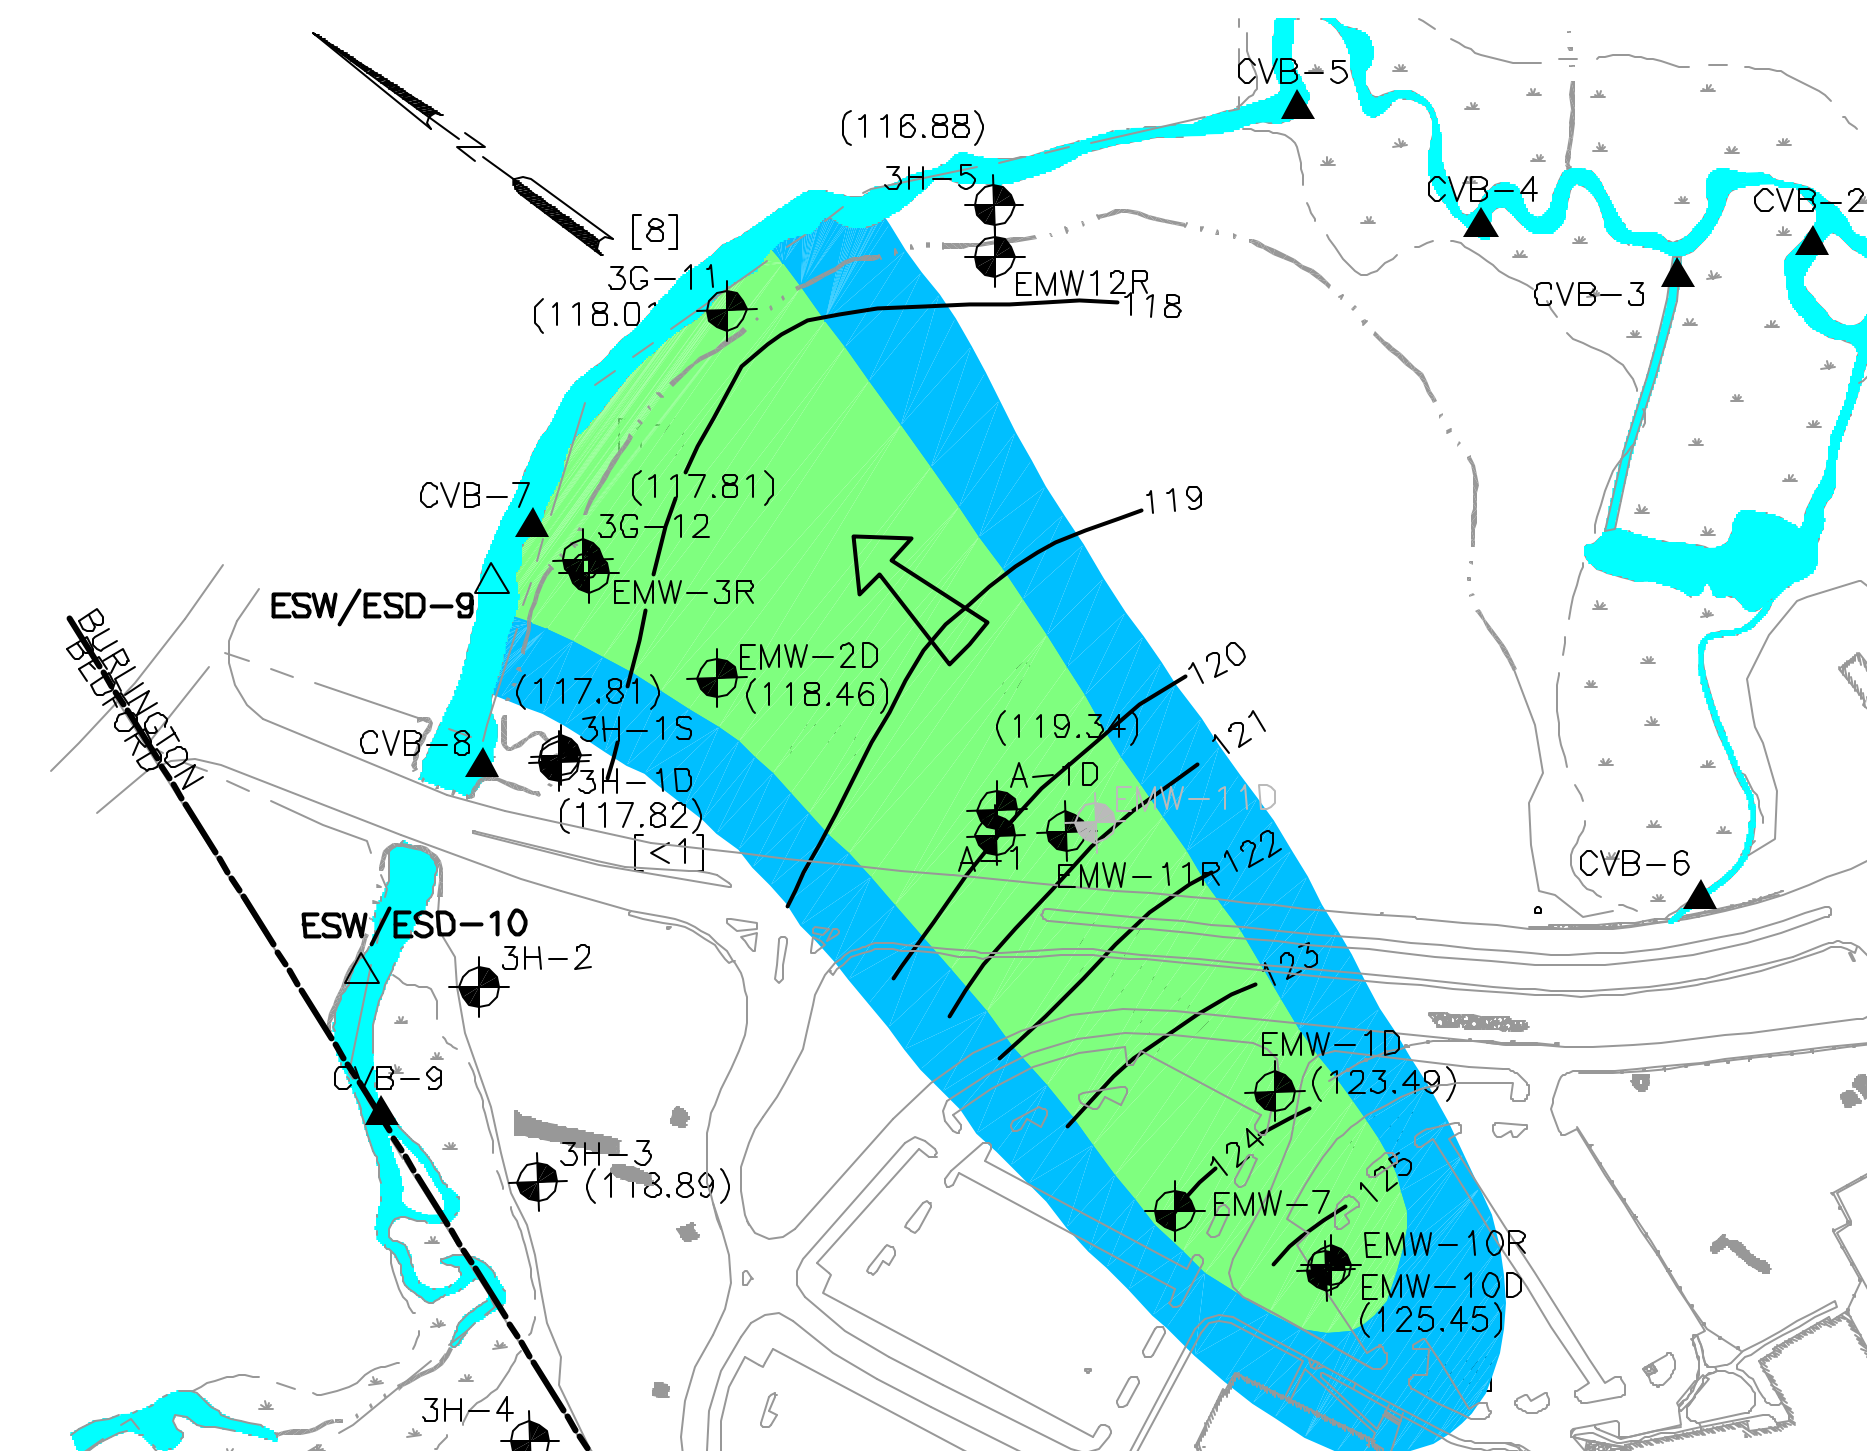 CVB-5
(116.88)
N
3H-5
CVB-4
CVB-2
[8]
3G-11
EMW12R
118
CVB-3
CVB-7
(117.81)
119
3G-12
EMW-3R
ESW/ESD-9
BURLINGTON
BEDFORD
EMW-2D
(118.46)
120
(117.81)
3H-1S
121
CVB-8
(119.34)
A-1D
3H-1D
EMW-11D
(117.82)
[<1]
A-1
EMW-11R
122
CVB-6
ESW/ESD-10
3H-2
123
EMW-1D
(123.49)
CVB-9
3H-3
(118.89)
124
125
EMW-7
EMW-10R
EMW-10D
(125.45)
3H-4